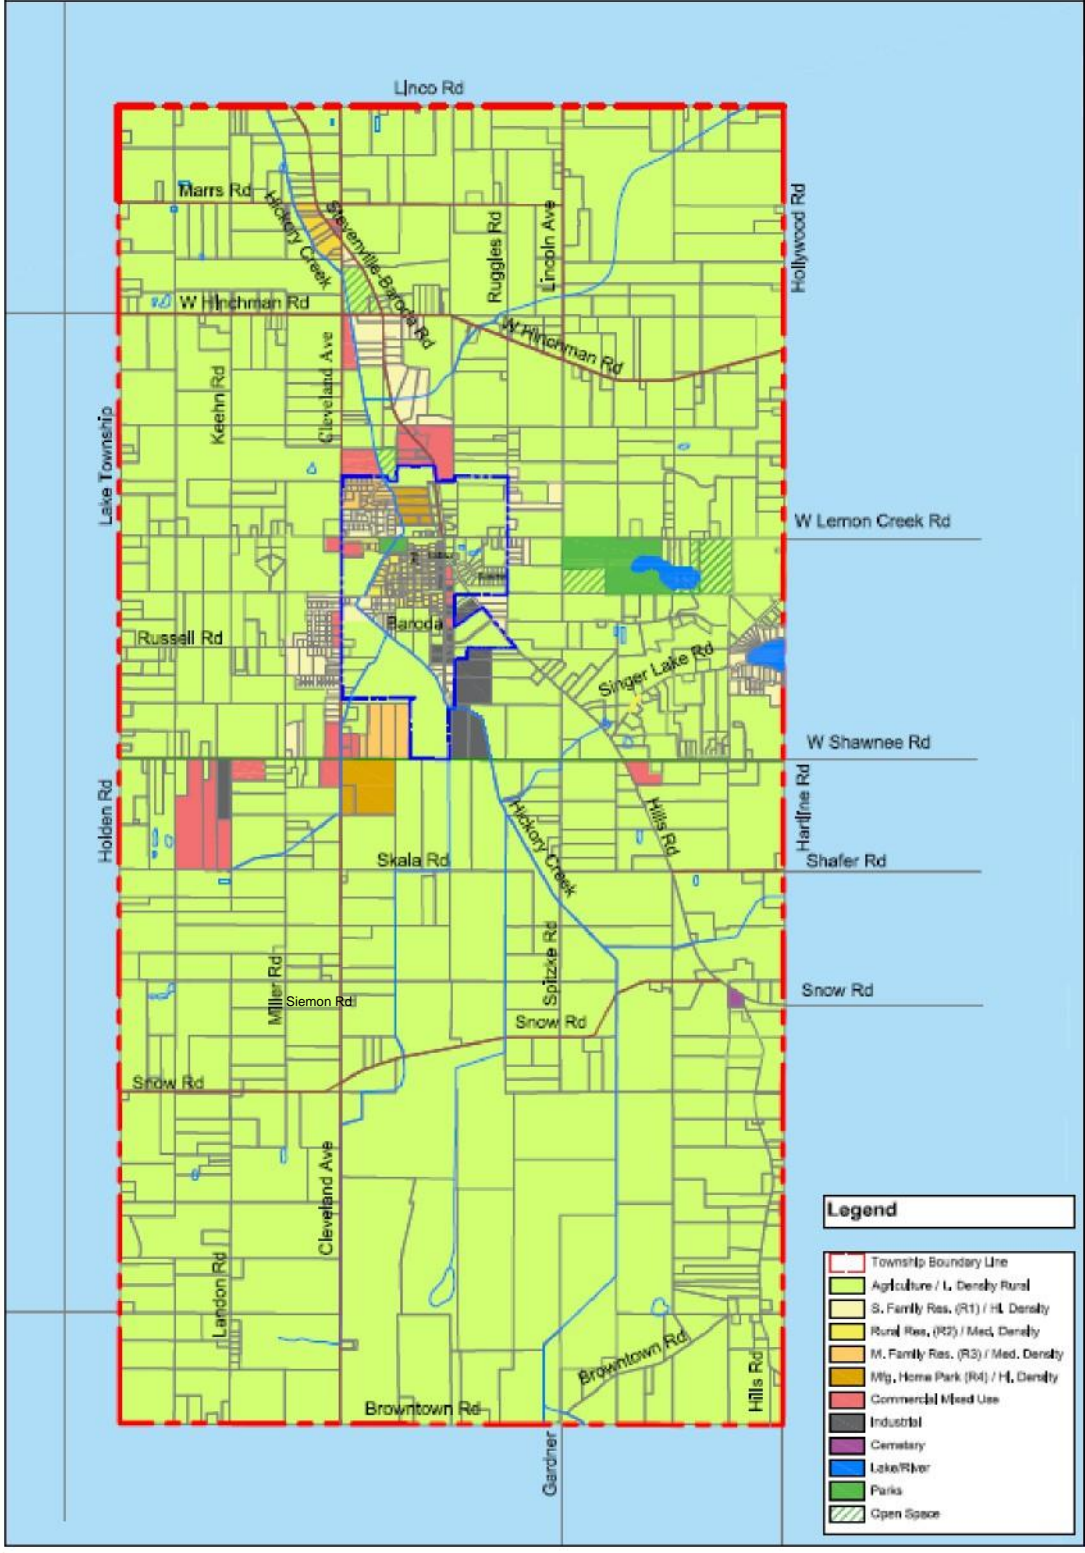 Linco Rd
Marrs Rd
Hickory Creek
Stevenville-Baroda Rd
Ruggles Rd
Lincoln Ave
Hollywood Rd
W Hinchman Rd
W Hinchman Rd
Keehn Rd
Cleveland Ave
Lake Township
W Lemon Creek Rd
Baroda
Russell Rd
Singer Lake Rd
W Shawnee Rd
Holden Rd
Hartline Rd
Hickory Creek
Hills Rd
Skala Rd
Shafer Rd
Miller Rd
Siemon Rd
Spitzke Rd
Snow Rd
Snow Rd
Snow Rd
Cleveland Ave
Landon Rd
Browntown Rd
Hills Rd
Browntown Rd
Gardner
Legend
Township Boundary Line
Agriculture / L. Density Rural
S. Family Res. (R1) / HI. Density
Rural Res. (R2) / Med. Density
M. Family Res. (R3) / Med. Density
Mfg. Home Park (R4) / HI. Density
Commercial Mixed Use
Industrial
Cemetary
Lake/River
Parks
Open Space